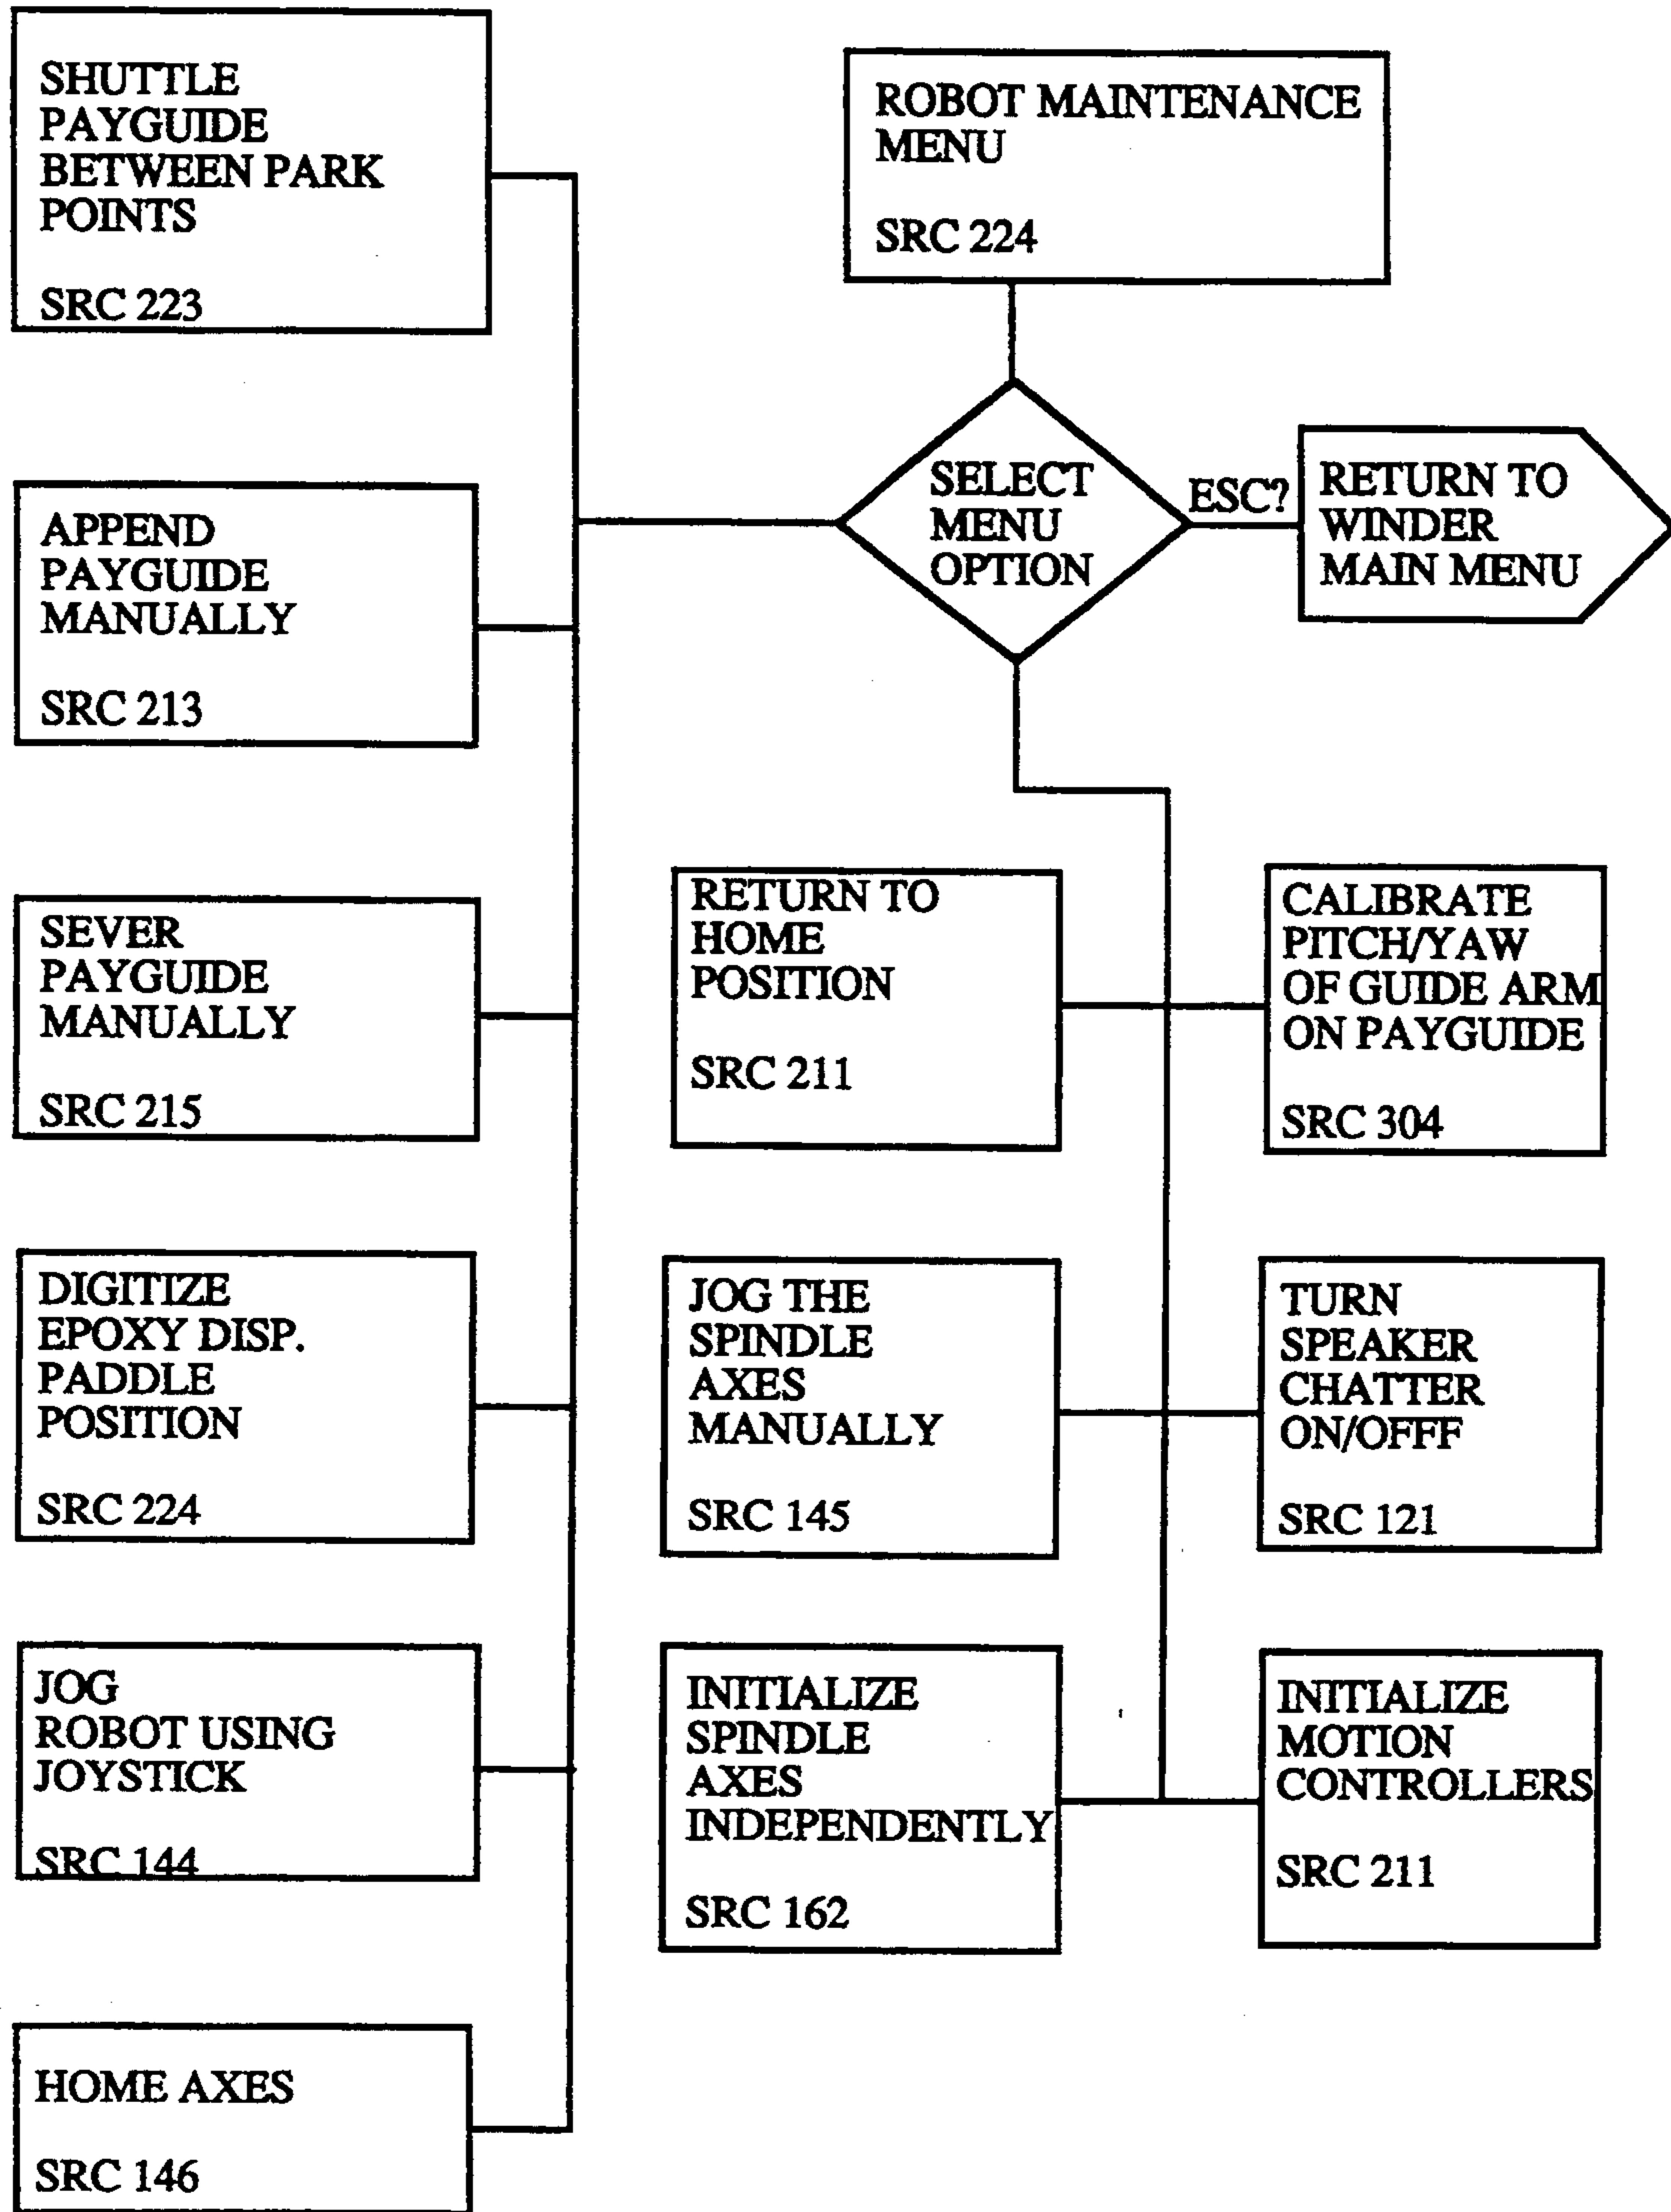 SHUTTLE
PAYGUIDE
BETWEEN PARK
POINTS
SRC 223
ROBOT MAINTENANCE
MENU
SRC 224
SELECT
MENU
OPTION
ESC?
RETURN TO
WINDER
MAIN MENU
APPEND
PAYGUIDE
MANUALLY
SRC 213
SEVER
PAYGUIDE
MANUALLY
SRC 215
RETURN TO
HOME
POSITION
SRC 211
CALIBRATE
PITCH/YAW
OF GUIDE ARM
ON PAYGUIDE
SRC 304
DIGITIZE
EPOXY DISP.
PADDLE
POSITION
SRC 224
JOG THE
SPINDLE
AXES
MANUALLY
SRC 145
TURN
SPEAKER
CHATTER
ON/OFFF
SRC 121
JOG
ROBOT USING
JOYSTICK
SRC 144
INITIALIZE
SPINDLE
AXES
INDEPENDENTLY
SRC 162
INITIALIZE
MOTION
CONTROLLERS
SRC 211
HOME AXES
SRC 146